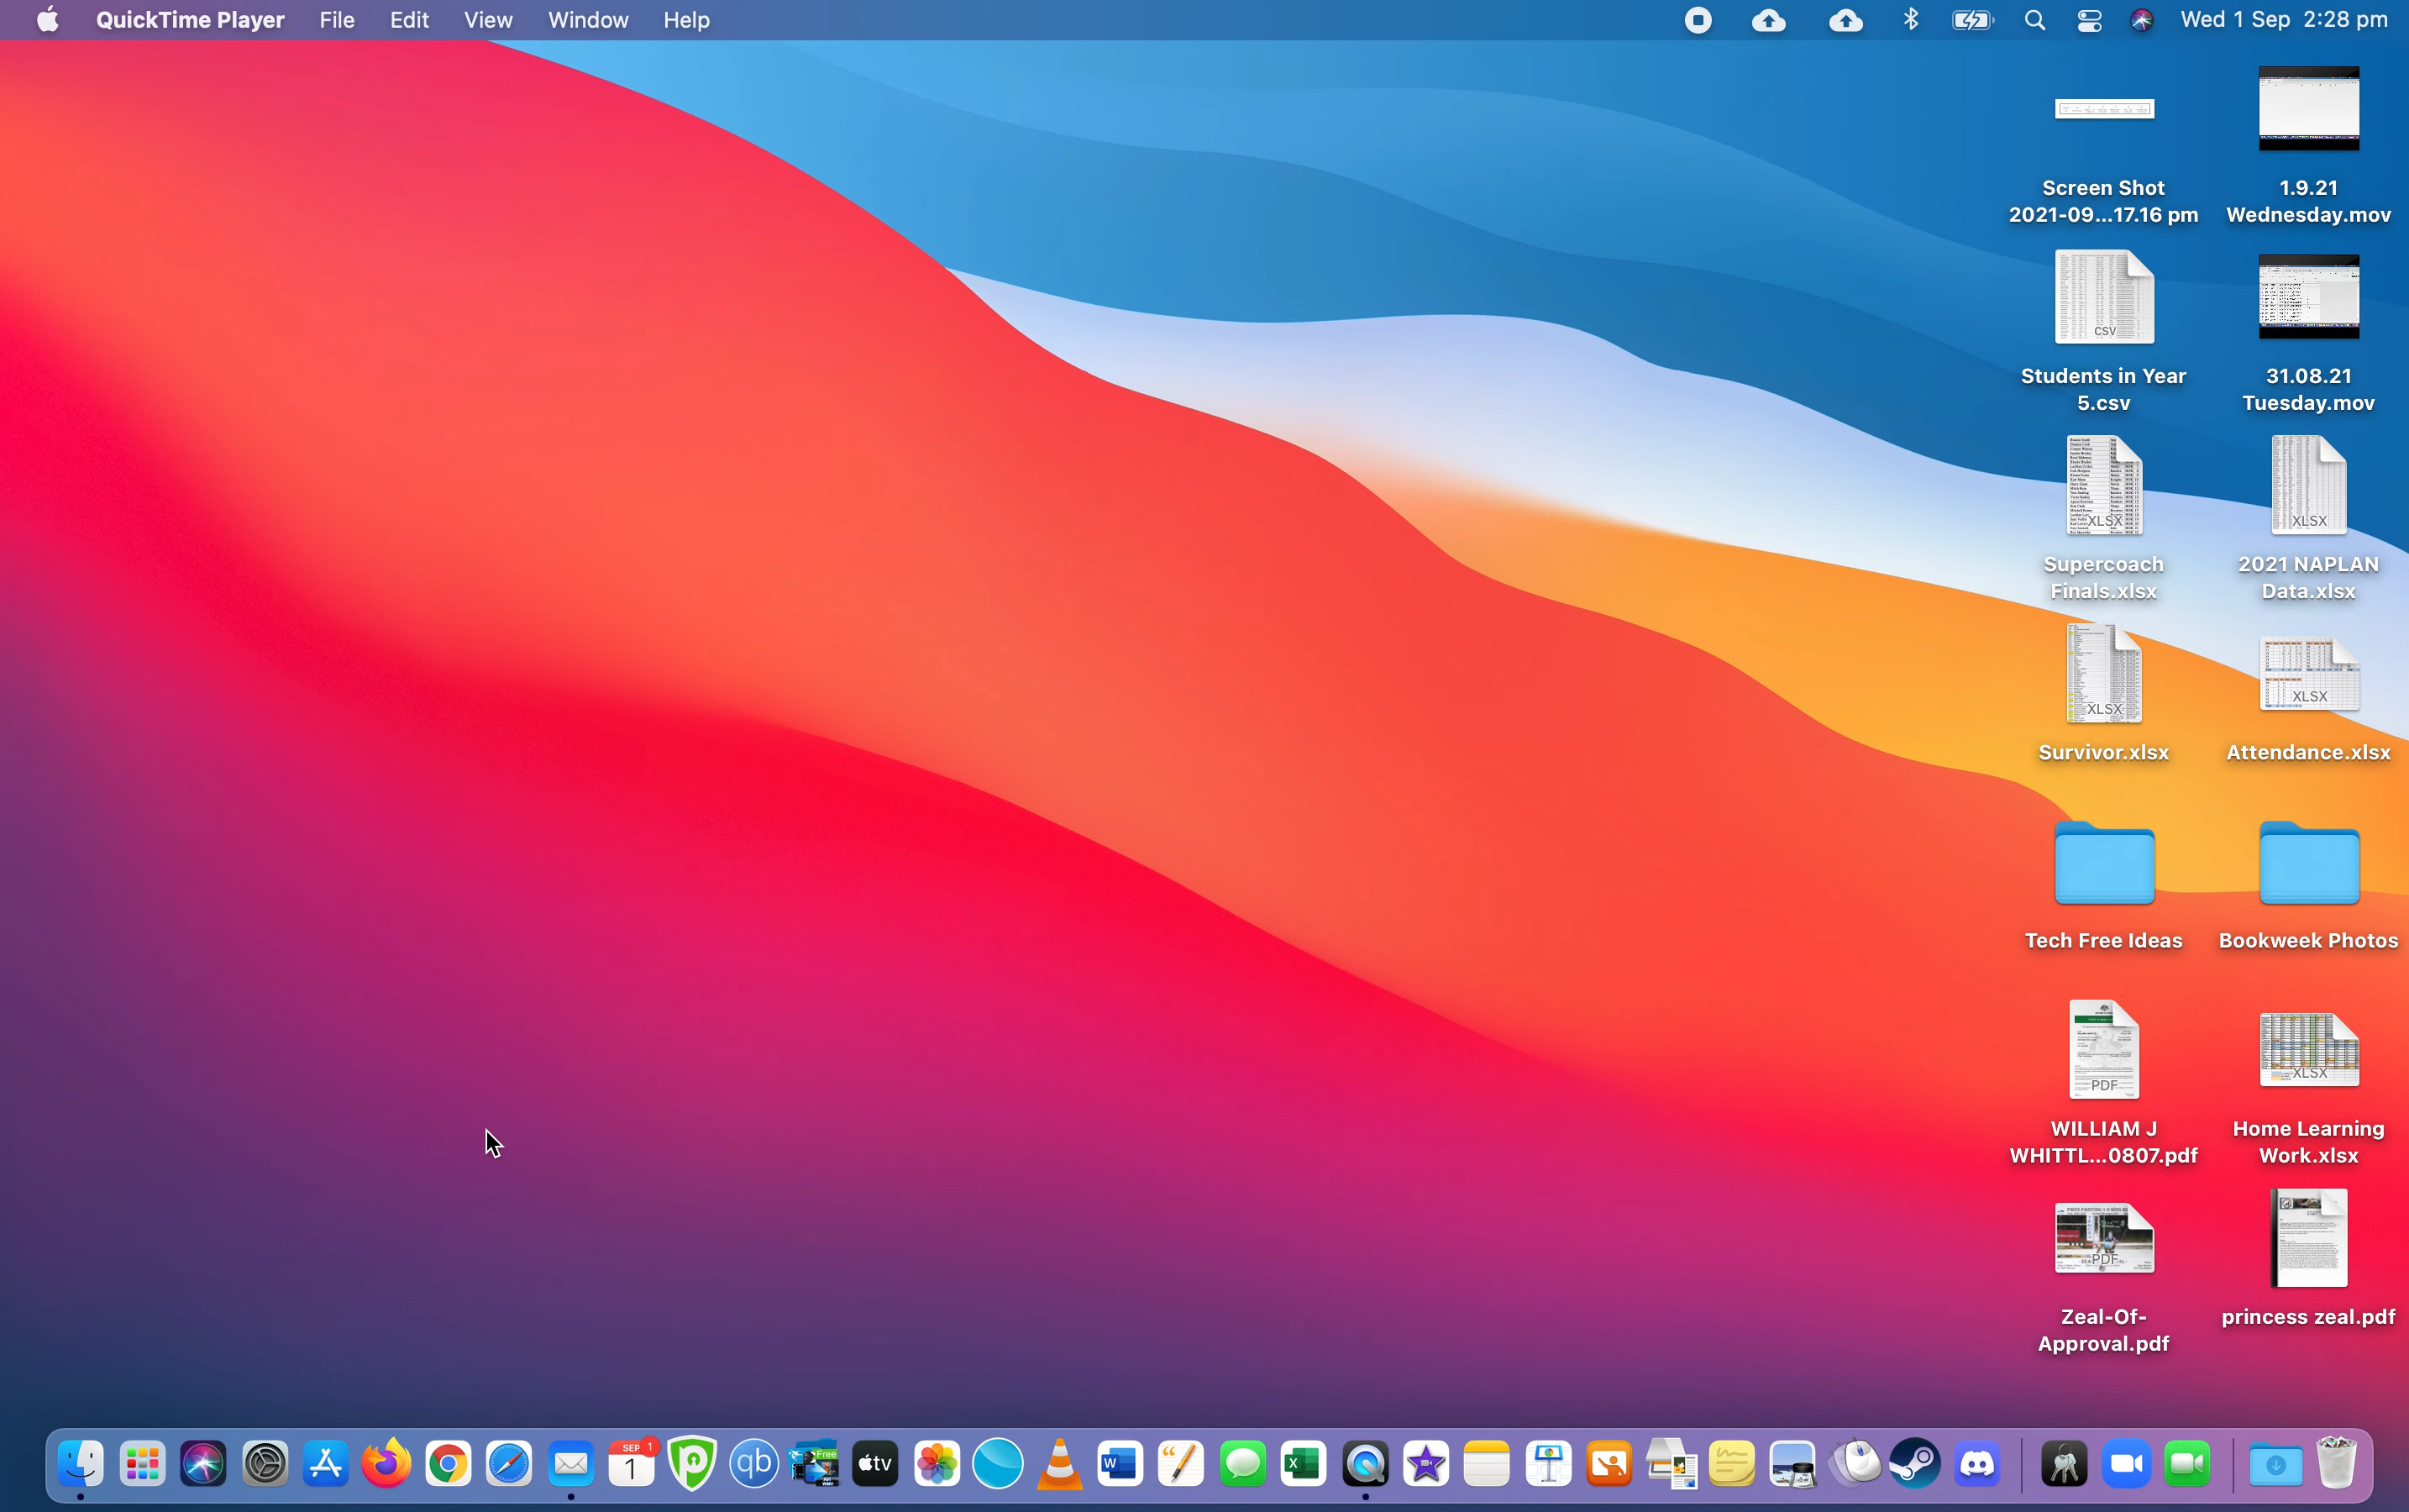 QuickTime Player File Edit View Window Help Wed 1 Sep 2:28 pm
Screen Shot
2021-09...17.16 pm
1.9.21
Wednesday.mov
CSV
Students in Year
5.csv
31.08.21
Tuesday.mov
XLSX
Supercoach
Finals.xlsx
XLSX
2021 NAPLAN
Data.xlsx
XLSX
Survivor.xlsx
XLSX
Attendance.xlsx
Tech Free Ideas
Bookweek Photos
PDF
WILLIAM J
WHITTL...0807.pdf
XLSX
Home Learning
Work.xlsx
PDF
Zeal-Of-
Approval.pdf
princess zeal.pdf
SEP
1
1
qb
Free
tv
W
X